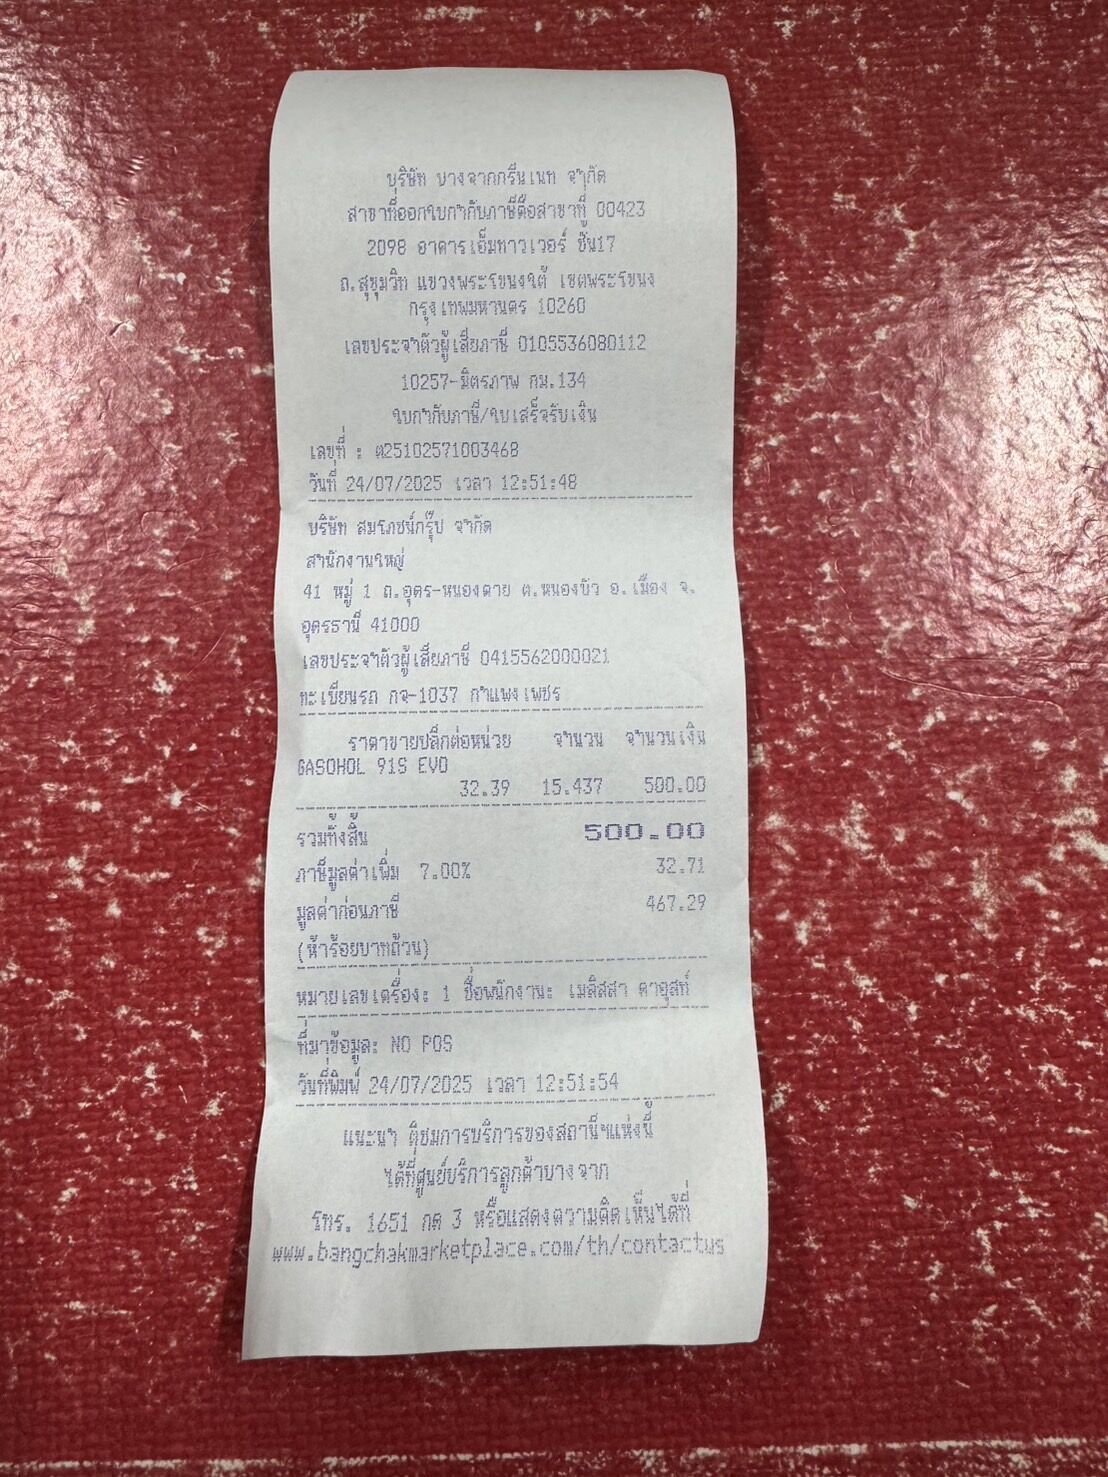 บริษัท บางจากกรีนเนท จำกัด
สาขาที่ออกใบกำกับภาษีคือสาขาที่ 00423
2098 อาคารเอ็มทาวเวอร์ ชั้น17
ถ.สุขุมวิท แขวงพระโขนงใต้ เขตพระโขนง
กรุงเทพมหานคร 10260
เลขประจำตัวผู้เสียภาษี 0105536080112
10257-มิตรภาพ กม.134
ใบกำกับภาษี/ใบเสร็จรับเงิน
เลขที่ : ต25102571003468
วันที่ 24/07/2025 เวลา 12:51:48
บริษัท สมโภชน์กรุ๊ป จำกัด
สำนักงานใหญ่
41 หมู่ 1 ถ.อุดร-หนองคาย ต.หนองบัว อ.เมือง จ.
อุดรธานี 41000
เลขประจำตัวผู้เสียภาษี 0415562000021
ทะเบียนรถ กจ-1037 กำแพงเพชร
ราคาขายปลีกต่อหน่วย จำนวน จำนวนเงิน
GASOHOL 91S EVO
32.39 15.437 500.00
รวมทั้งสิ้น 500.00
ภาษีมูลค่าเพิ่ม 7.00% 32.71
มูลค่าก่อนภาษี 467.29
(ห้าร้อยบาทถ้วน)
หมายเลขเครื่อง: 1 ชื่อพนักงาน: เมลิสสา ดาอุสท์
ที่มาข้อมูล: NO POS
วันที่พิมพ์ 24/07/2025 เวลา 12:51:54
แนะนำ ติชมการบริการของสถานีฯแห่งนี้
ได้ที่ศูนย์บริการลูกค้าบางจาก
โทร. 1651 กด 3 หรือแสดงความคิดเห็นได้ที่
www.bangchakmarketplace.com/th/contactus